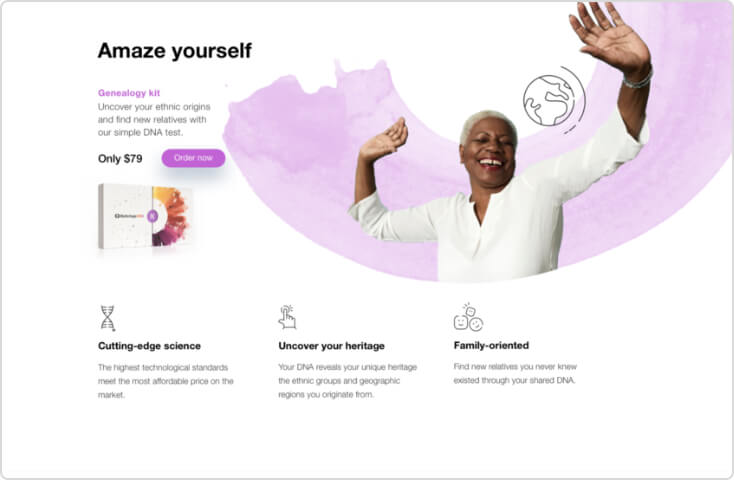 Amaze yourself
Genealogy kit
Uncover your ethnic origins
and find new relatives with
our simple DNA test.
Only $79
Order now
Cutting-edge science
Uncover your heritage
Family-oriented
The highest technological standards
meet the most affordable price on the
market.
Your DNA reveals your unique heritage
the ethnic groups and geographic
regions you originate from.
Find new relatives you never knew
existed through your shared DNA.